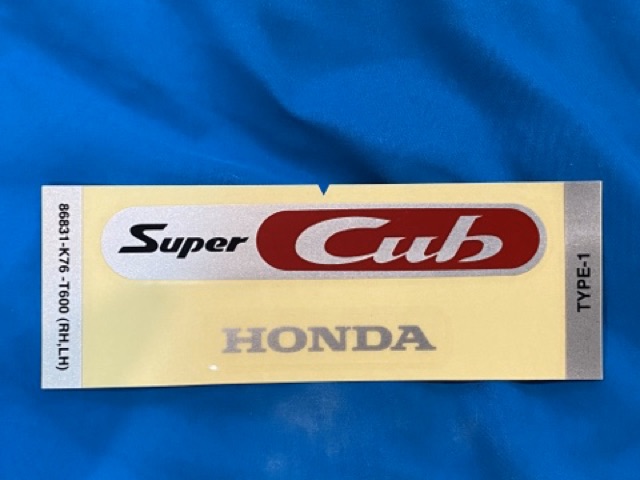 86831-K76 -T600 (RH,LH)
Super Cub
HONDA
TYPE-1